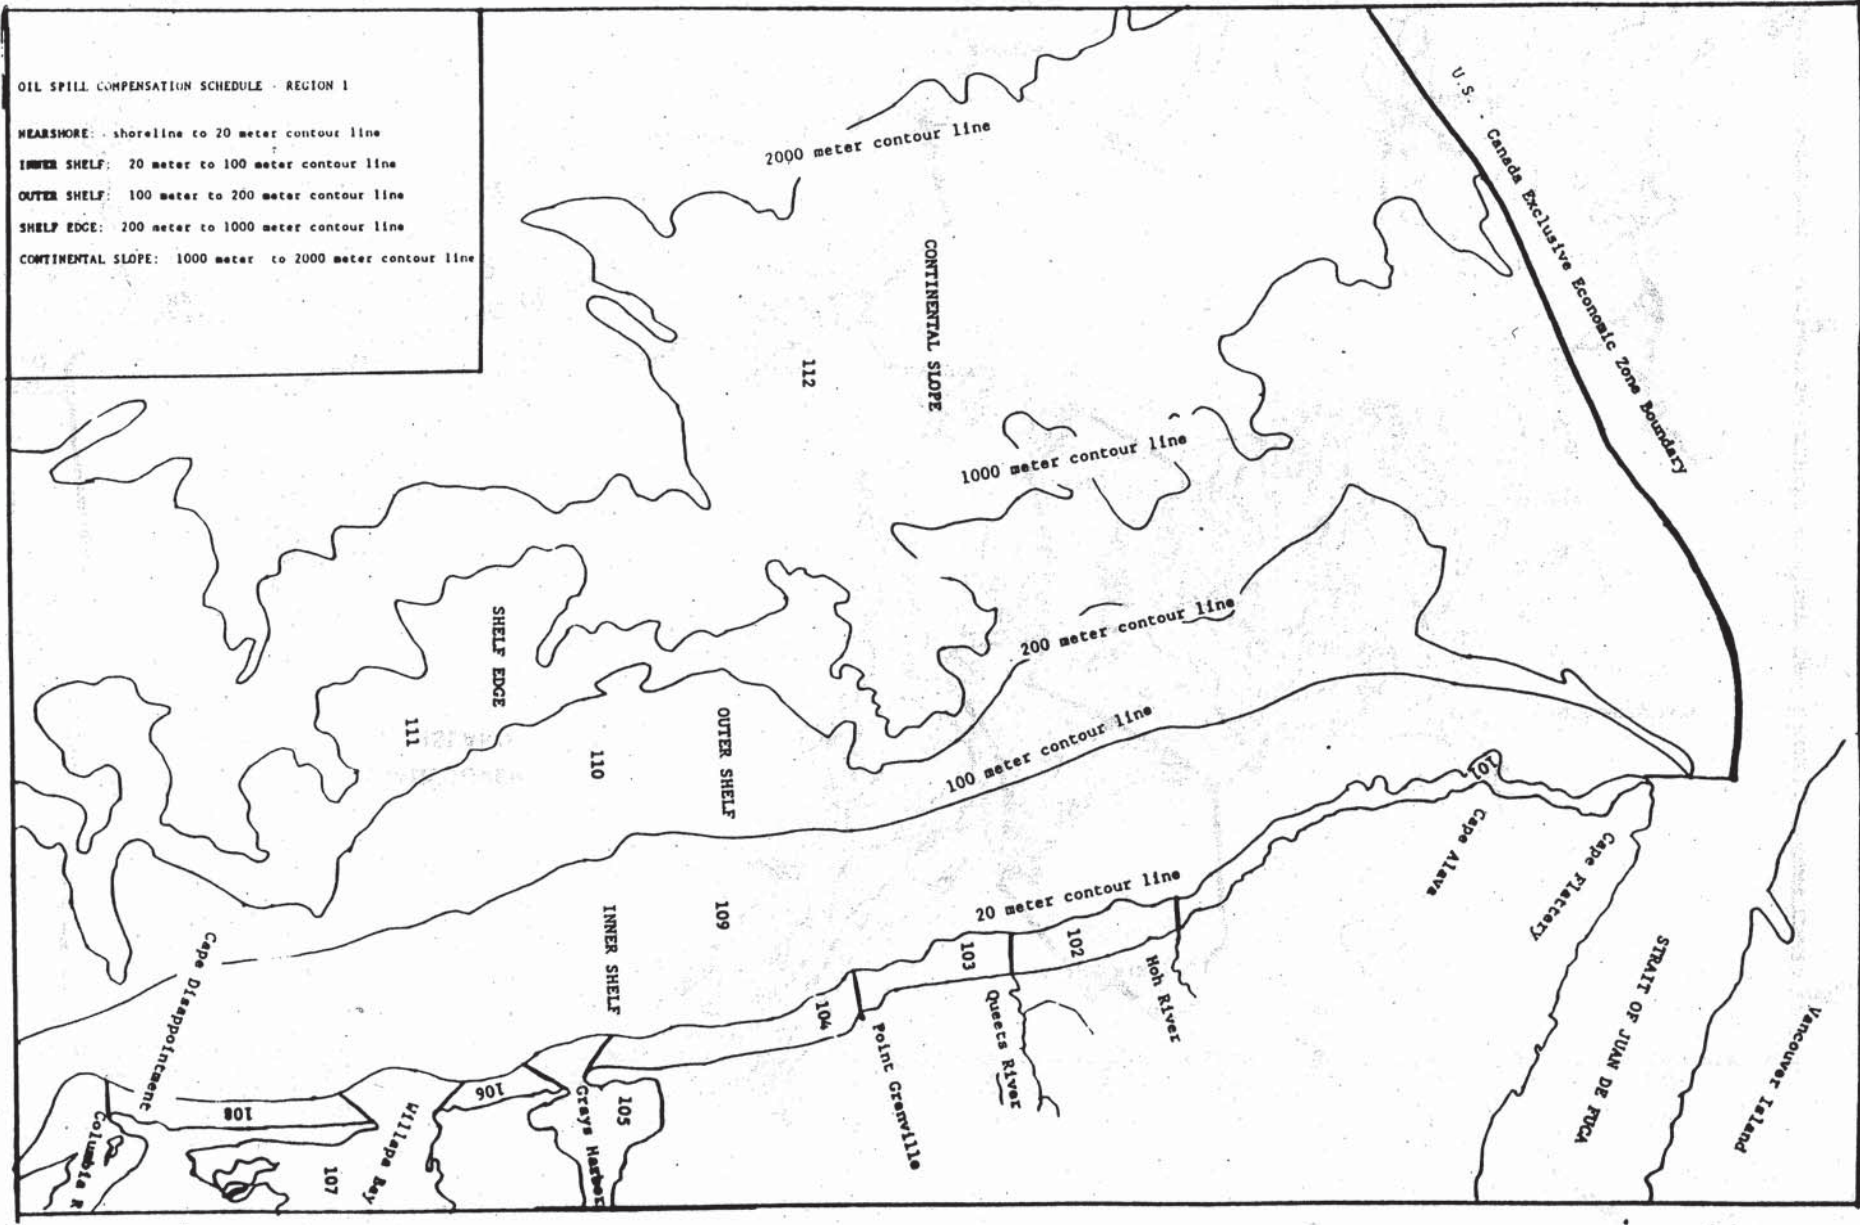 OIL SPILL COMPENSATION SCHEDULE - REGION 1
NEARSHORE: shoreline to 20 meter contour line
INNER SHELF: 20 meter to 100 meter contour line
OUTER SHELF: 100 meter to 200 meter contour line
SHELF EDGE: 200 meter to 1000 meter contour line
CONTINENTAL SLOPE: 1000 meter to 2000 meter contour line
2000 meter contour line
U.S. - Canada Exclusive Economic Zone Boundary
CONTINENTAL SLOPE
112
1000 meter contour line
200 meter contour line
SHELF EDGE
111
110
OUTER SHELF
100 meter contour line
101
Cape Alava
Cape Flattery
20 meter contour line
109
INNER SHELF
102
103
104
Hoh River
Queets River
Point Grenville
STRAIT OF JUAN DE FUCA
Vancouver Island
Cape Disappointment
105
Grays Harbor
106
Willapa Bay
107
108
Columbia R